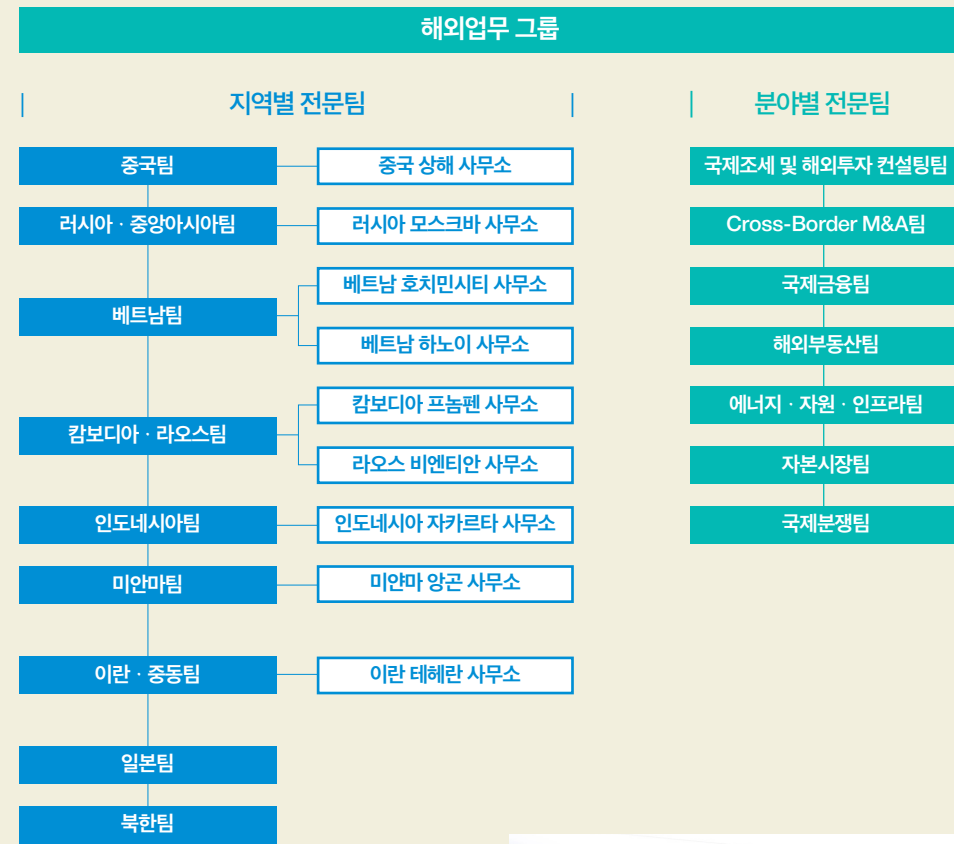 해외업무 그룹
지역별 전문팀
중국팀
중국 상해 사무소
러시아 · 중앙아시아팀
러시아 모스크바 사무소
베트남팀
베트남 호치민시티 사무소
베트남 하노이 사무소
캄보디아 · 라오스팀
캄보디아 프놈펜 사무소
라오스 비엔티안 사무소
인도네시아팀
인도네시아 자카르타 사무소
미얀마팀
미얀마 양곤 사무소
이란 · 중동팀
이란 테헤란 사무소
일본팀
북한팀
분야별 전문팀
국제조세 및 해외투자 컨설팅팀
Cross-Border M&A팀
국제금융팀
해외부동산팀
에너지 · 자원 · 인프라팀
자본시장팀
국제분쟁팀